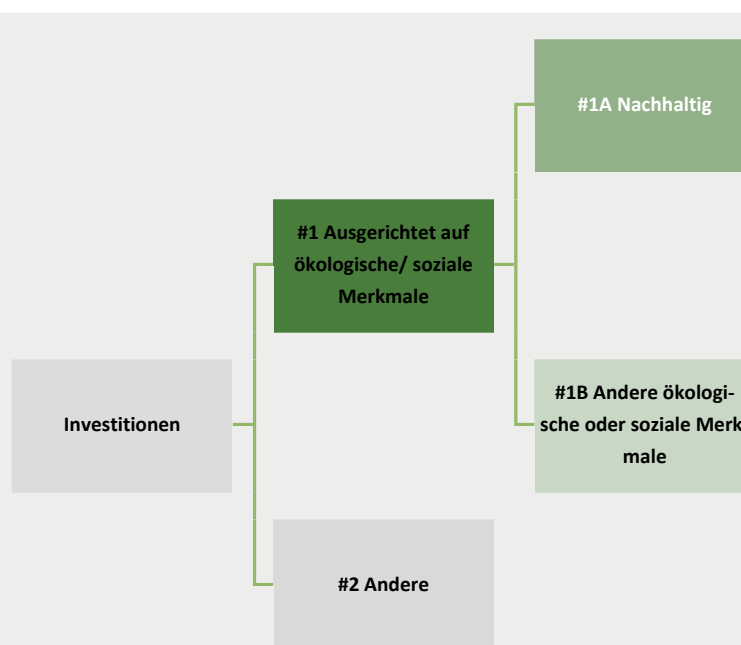 #1A Nachhaltig
#1 Ausgerichtet auf
ökologische/ soziale
Merkmale
#1B Andere ökologi-
sche oder soziale Merk
male
Investitionen
#2 Andere